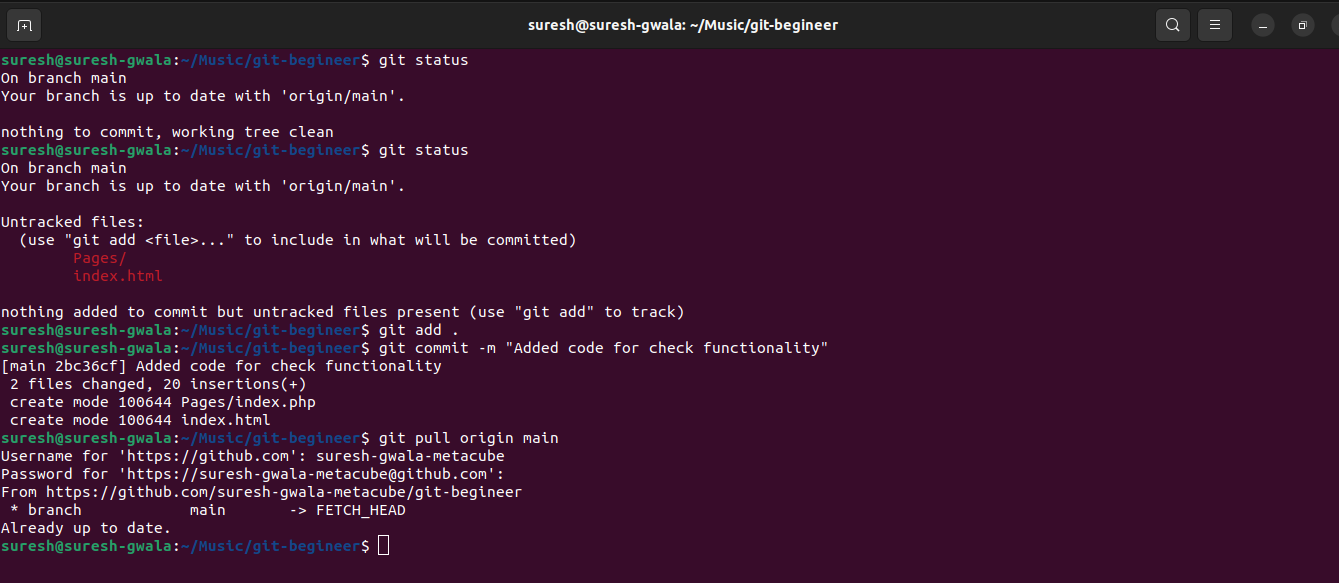 suresh@suresh-gwala: ~/Music/git-begineer
suresh@suresh-gwala:~/Music/git-begineer$ git status
On branch main
Your branch is up to date with 'origin/main'.
nothing to commit, working tree clean
suresh@suresh-gwala:~/Music/git-begineer$ git status
On branch main
Your branch is up to date with 'origin/main'.
Untracked files:
  (use "git add <file>..." to include in what will be committed)
        Pages/
        index.html
nothing added to commit but untracked files present (use "git add" to track)
suresh@suresh-gwala:~/Music/git-begineer$ git add .
suresh@suresh-gwala:~/Music/git-begineer$ git commit -m "Added code for check functionality"
[main 2bc36cf] Added code for check functionality
 2 files changed, 20 insertions(+)
 create mode 100644 Pages/index.php
 create mode 100644 index.html
suresh@suresh-gwala:~/Music/git-begineer$ git pull origin main
Username for 'https://github.com': suresh-gwala-metacube
Password for 'https://suresh-gwala-metacube@github.com':
From https://github.com/suresh-gwala-metacube/git-begineer
 * branch            main       -> FETCH_HEAD
Already up to date.
suresh@suresh-gwala:~/Music/git-begineer$